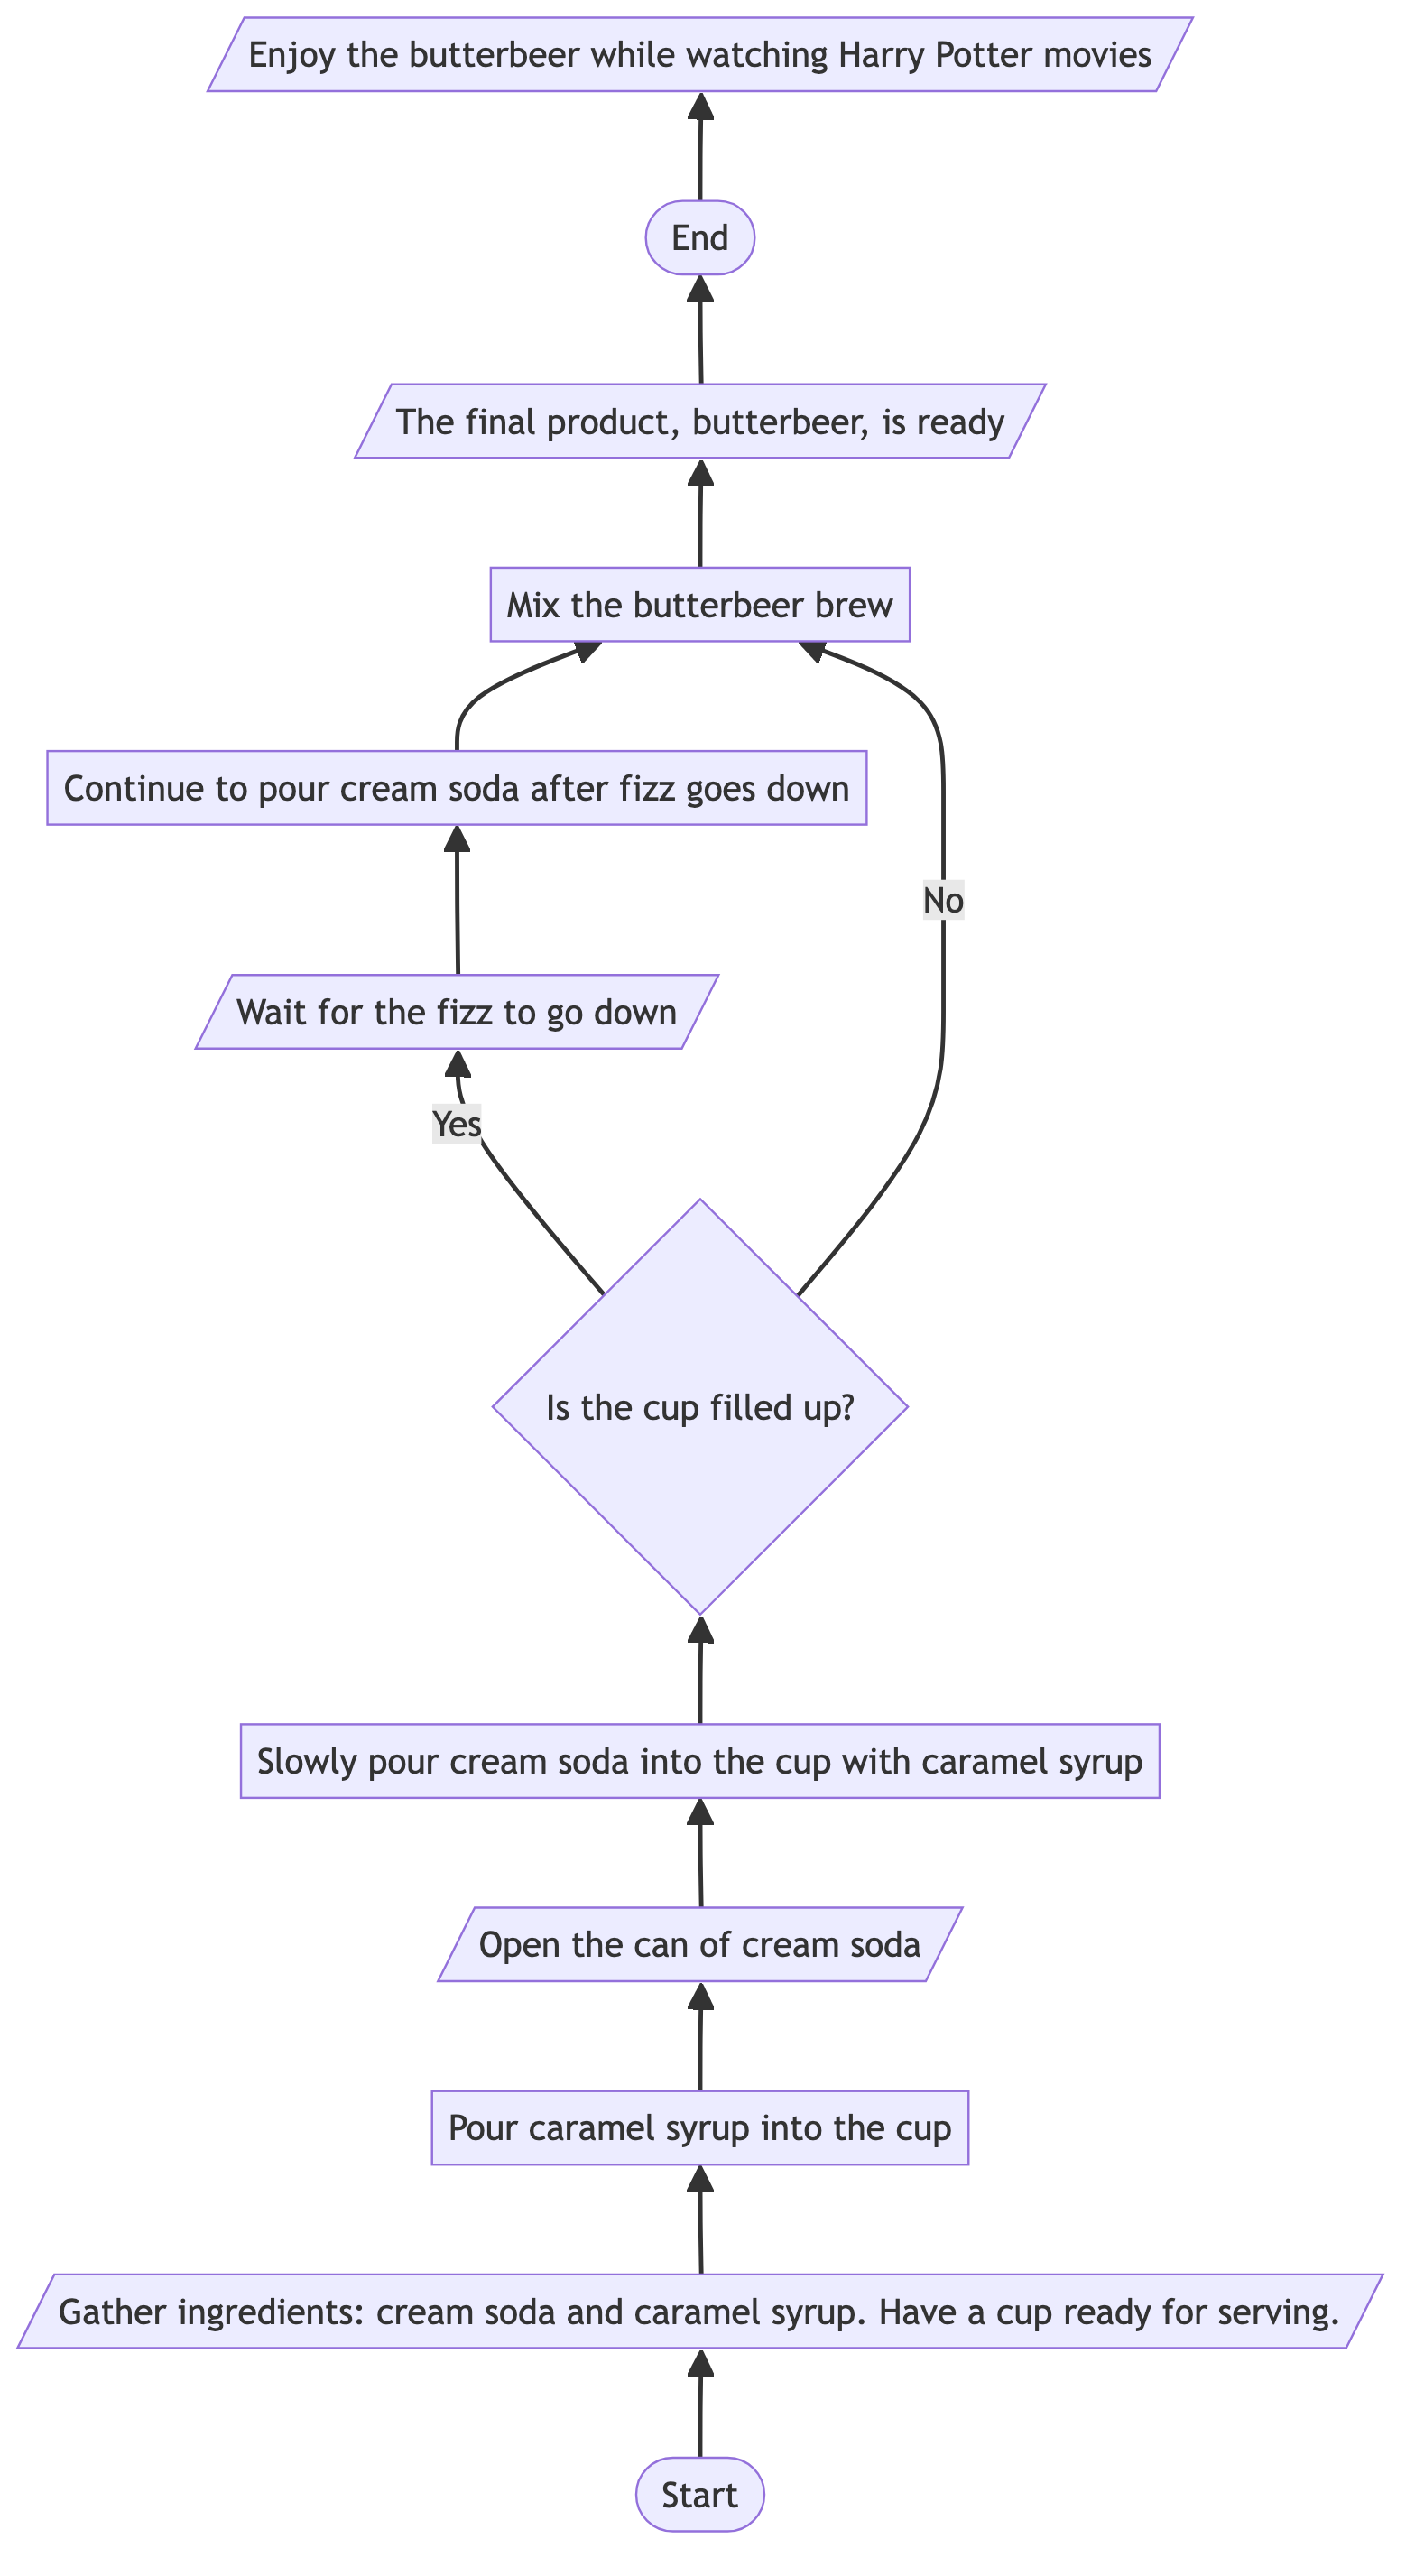 Enjoy the butterbeer while watching Harry Potter movies
End
The final product, butterbeer, is ready
Mix the butterbeer brew
Continue to pour cream soda after fizz goes down
No
Wait for the fizz to go down
Yes
Is the cup filled up?
Slowly pour cream soda into the cup with caramel syrup
Open the can of cream soda
Pour caramel syrup into the cup
Gather ingredients: cream soda and caramel syrup. Have a cup ready for serving.
Start